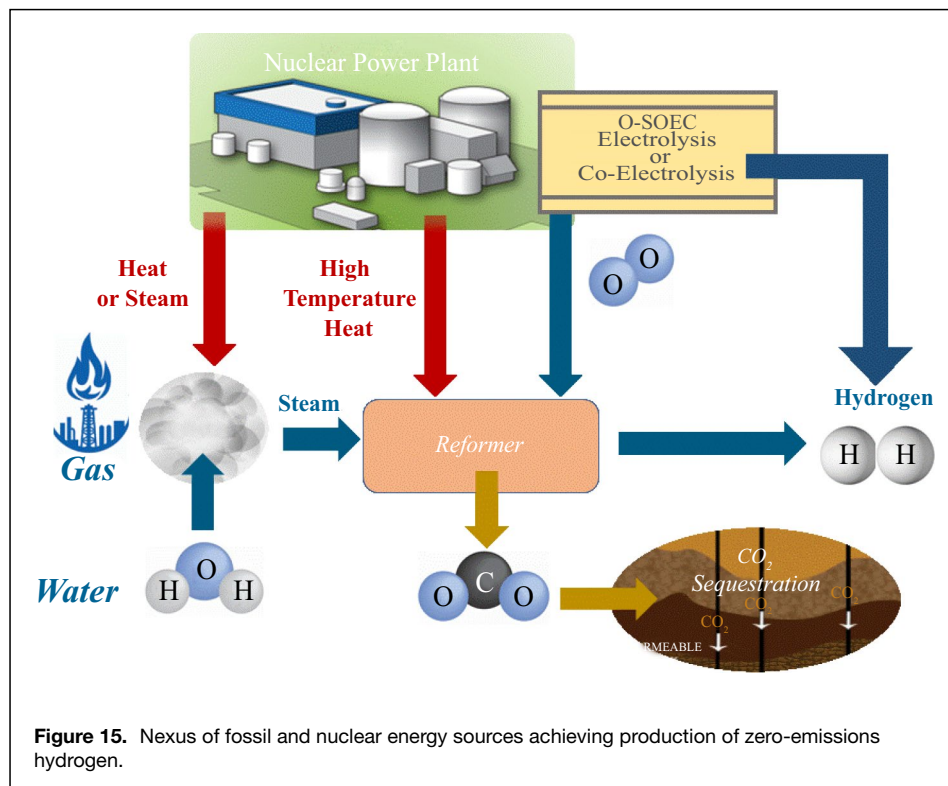 Nuclear Power Plant
O-SOEC
Electrolysis
or
Co-Electrolysis
O
O
Heat
or Steam
High
Temperature
Heat
Steam
Hydrogen
Gas
Reformer
H H
Water
H O H
O C O
CO2
Sequestration
CO2
CO2
CO2
ERMEABLE
Figure 15. Nexus of fossil and nuclear energy sources achieving production of zero-emissions
hydrogen.